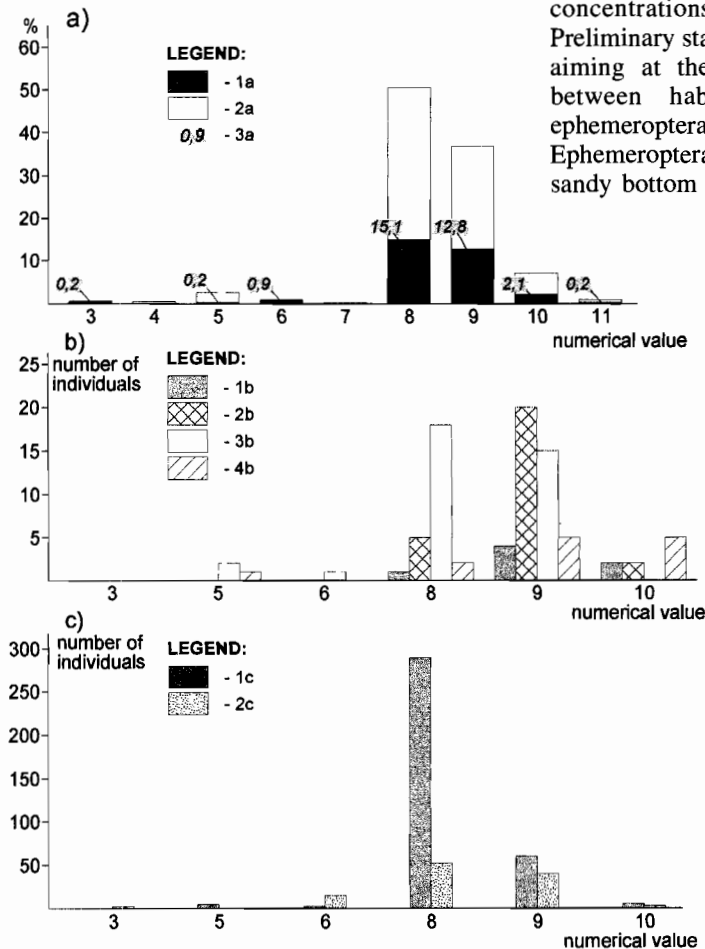 concentrations
Preliminary sta
aiming at the
between hab
ephemeroptera
Ephemeroptera
sandy bottom
a)
%
60
50
40
30
20
10
LEGEND:
- 1a
- 2a
0,9 - 3a
0,2
0,2
0,9
15,1
12,8
2,1
0,2
3 4 5 6 7 8 9 10 11
numerical value
b)
number of
individuals
25
20
15
10
5
LEGEND:
- 1b
- 2b
- 3b
- 4b
3 5 6 8 9 10
numerical value
c)
number of
individuals
300
250
200
150
100
50
LEGEND:
- 1c
- 2c
3 5 6 8 9 10
numerical value